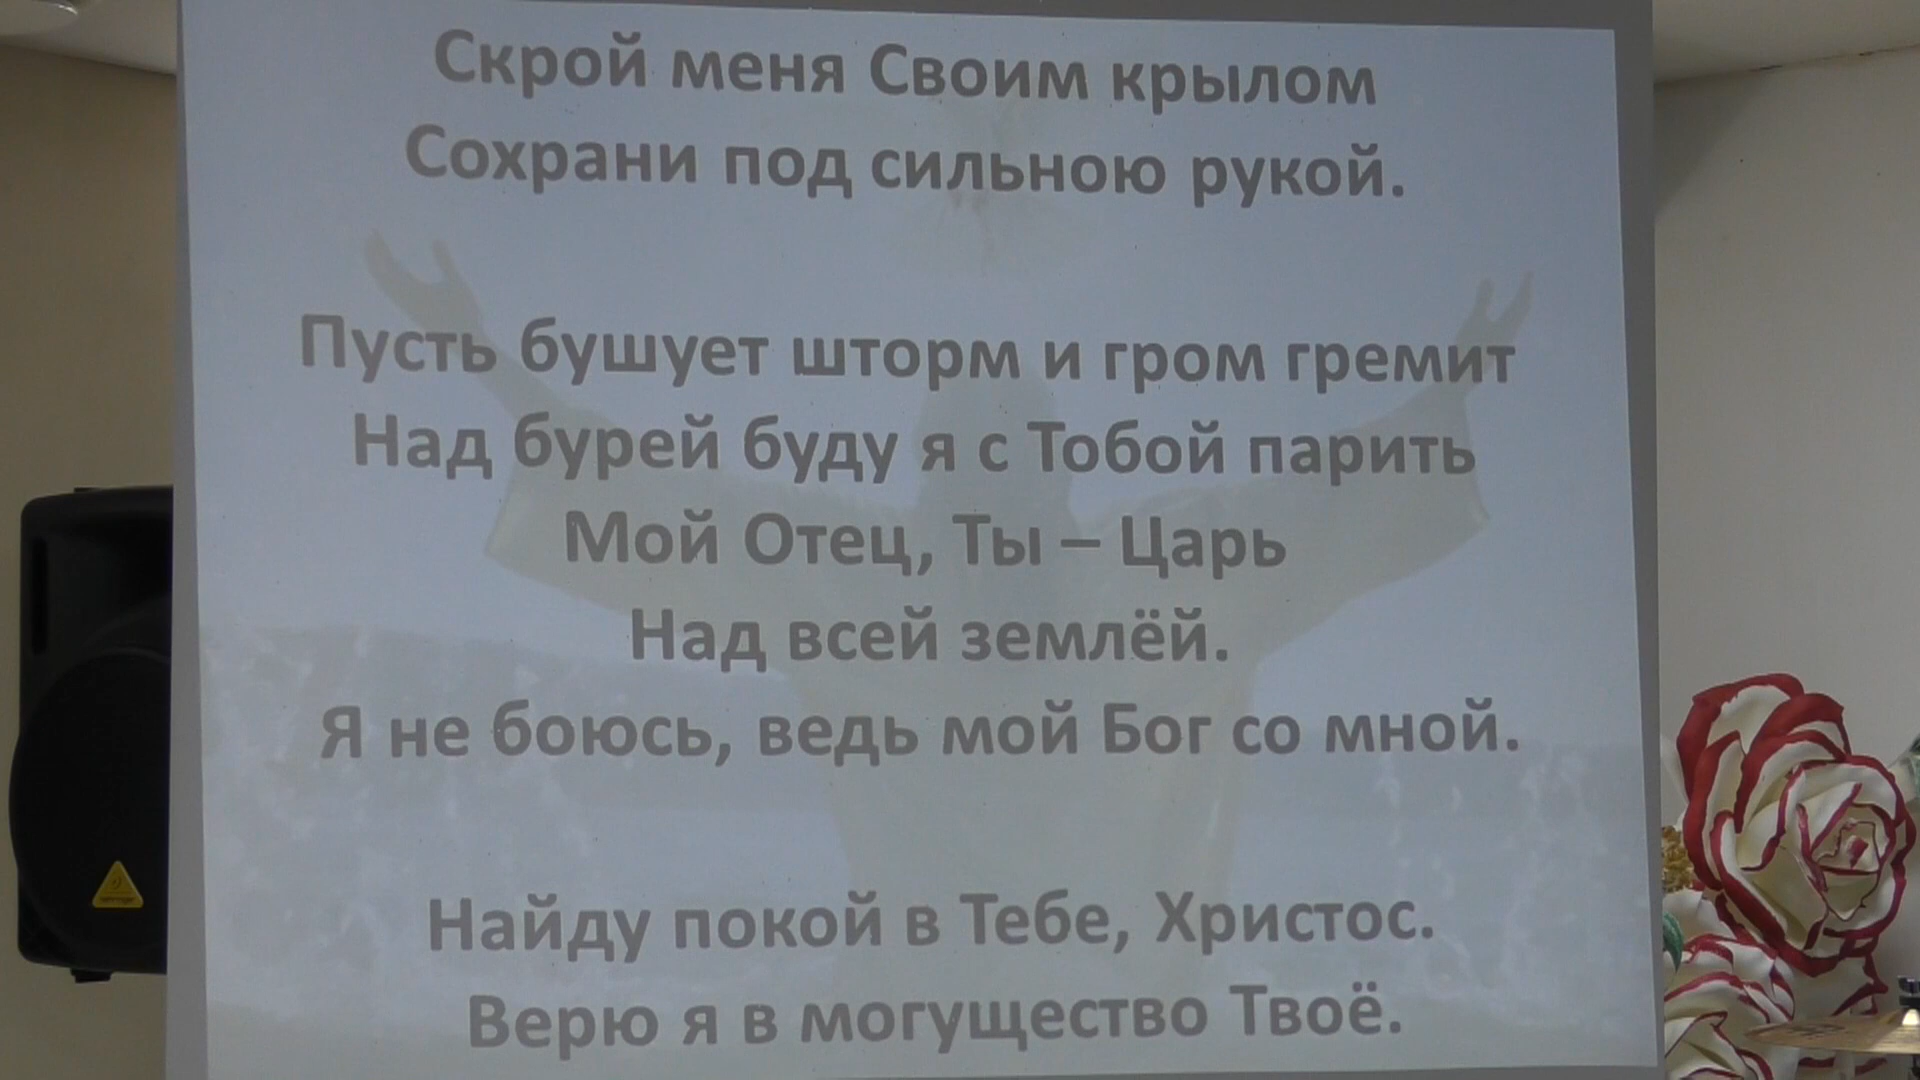 Скрой меня Своим крылом
Сохрани под сильною рукой.
Пусть бушует шторм и гром гремит
Над бурей буду я с Тобой парить
Мой Отец, Ты – Царь
Над всей землёй.
Я не боюсь, ведь мой Бог со мной.
Найду покой в Тебе, Христос.
Верю я в могущество Твоё.